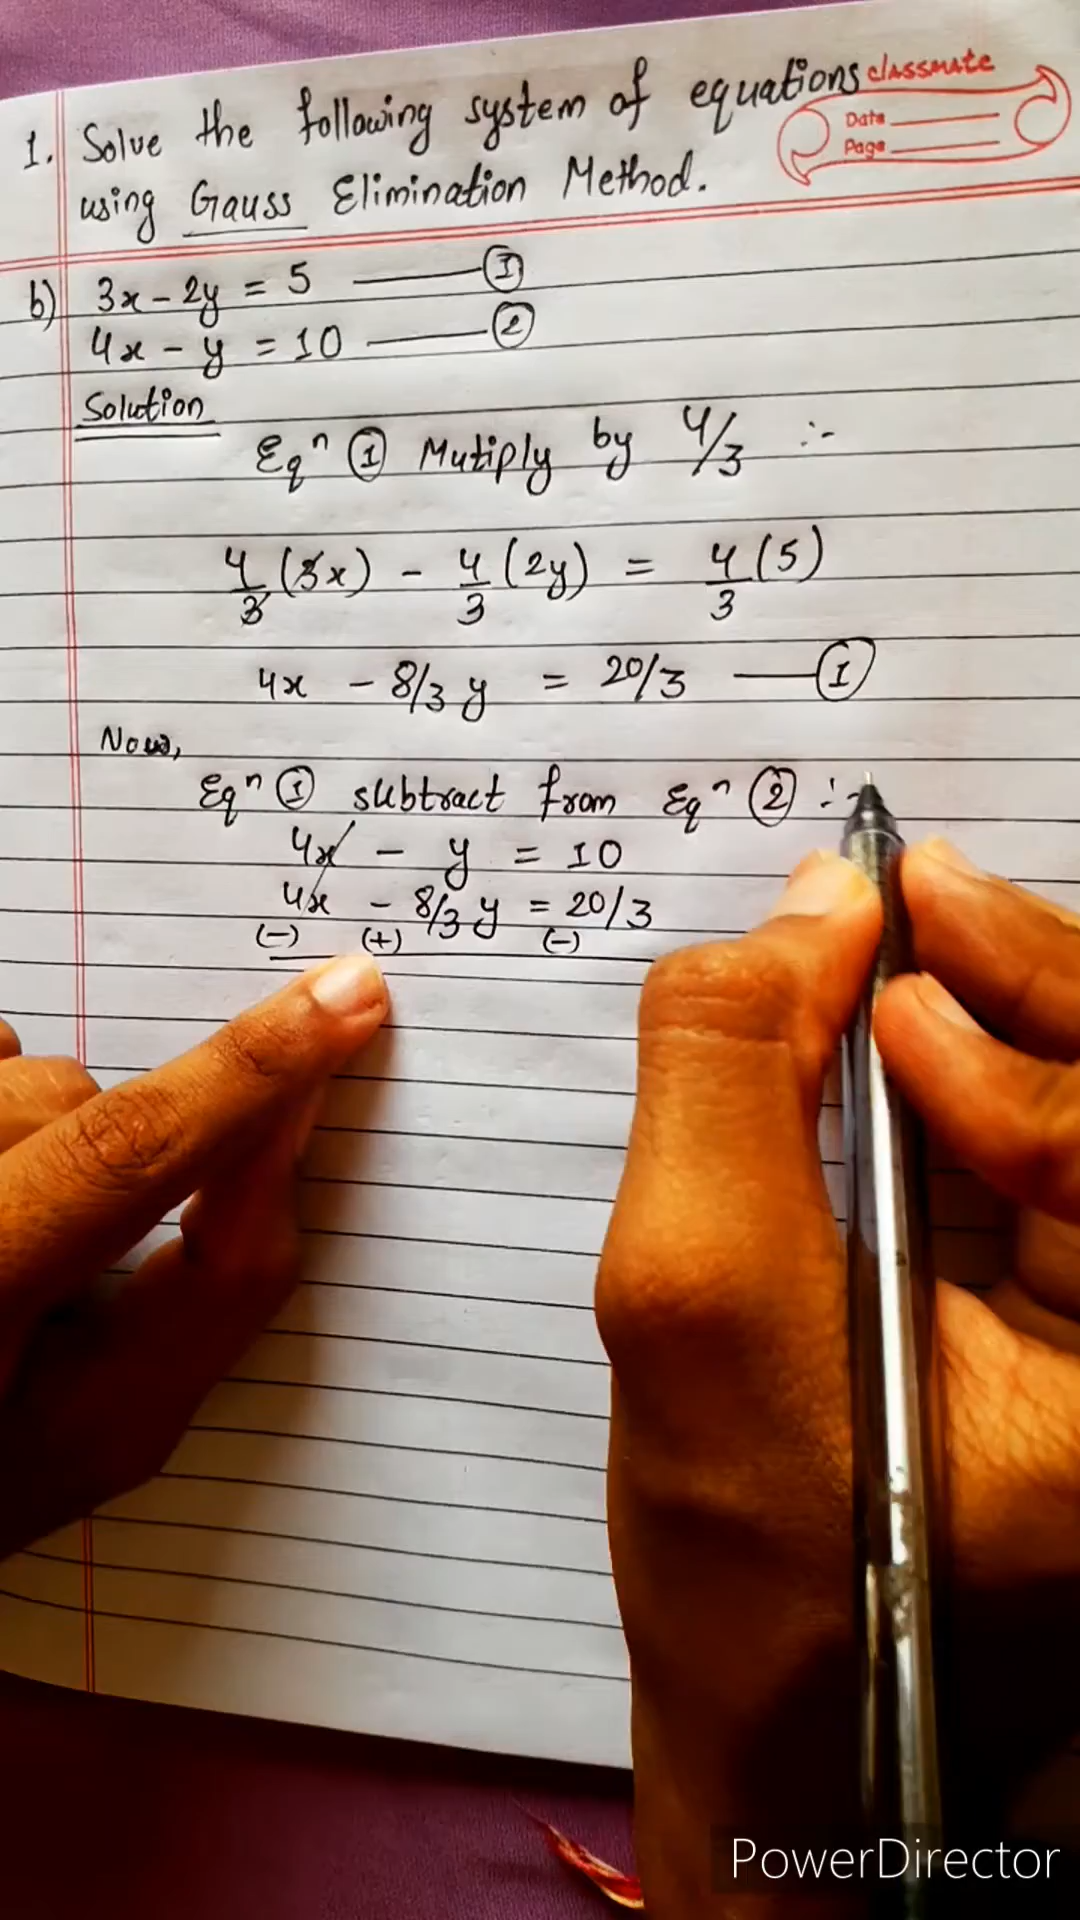 classmate
Date
Page
1. Solve the following system of equations
using Gauss Elimination Method.
b) 3x - 2y = 5 —— ①
4x - y = 10 —— ②
Solution
Eqⁿ ① Mutiply by 4/3 :-
4/3 (3x) - 4/3 (2y) = 4/3 (5)
4x - 8/3 y = 20/3 —— ①
Now,
Eqⁿ ① subtract from Eqⁿ ② :-
4x - y = 10
4x - 8/3 y = 20/3
(-) (+) (-)
PowerDirector